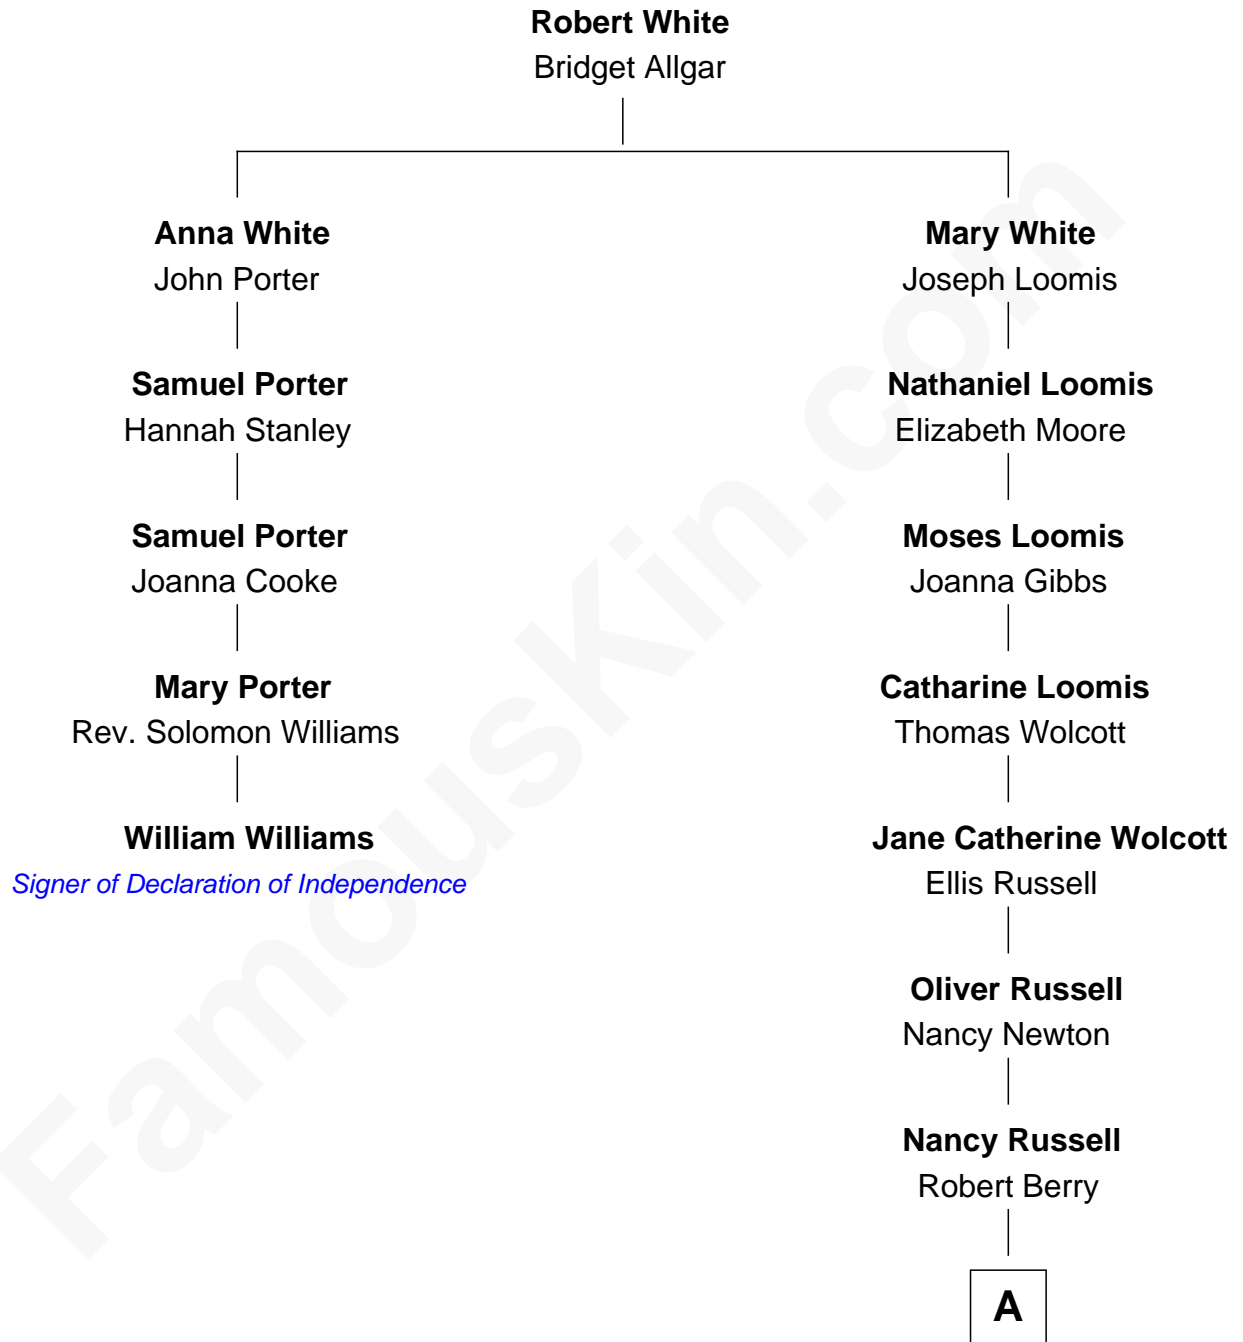 Robert White
Bridget Allgar
Anna White
John Porter
Samuel Porter
Hannah Stanley
Samuel Porter
Joanna Cooke
Mary Porter
Rev. Solomon Williams
William Williams
Signer of Declaration of Independence
Mary White
Joseph Loomis
Nathaniel Loomis
Elizabeth Moore
Moses Loomis
Joanna Gibbs
Catharine Loomis
Thomas Wolcott
Jane Catherine Wolcott
Ellis Russell
Oliver Russell
Nancy Newton
Nancy Russell
Robert Berry
A
FamousKin.com